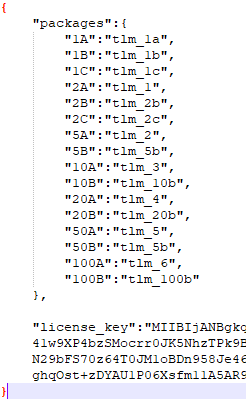 {
"packages":{
"1A":"tlm_1a",
"1B":"tlm_1b",
"1C":"tlm_1c",
"2A":"tlm_1",
"2B":"tlm_2b",
"2C":"tlm_2c",
"5A":"tlm_2",
"5B":"tlm_5b",
"10A":"tlm_3",
"10B":"tlm_10b",
"20A":"tlm_4",
"20B":"tlm_20b",
"50A":"tlm_5",
"50B":"tlm_5b",
"100A":"tlm_6",
"100B":"tlm_100b"
},
"license_key":"MIIBIjANBgkq
41w9XP4bzSMocrr0JK5NhzTPk9B
N29bFS70z64T0JM1oBDn958Je46
ghqOst+zDYAU1P06Xsfm11A5AR9
}